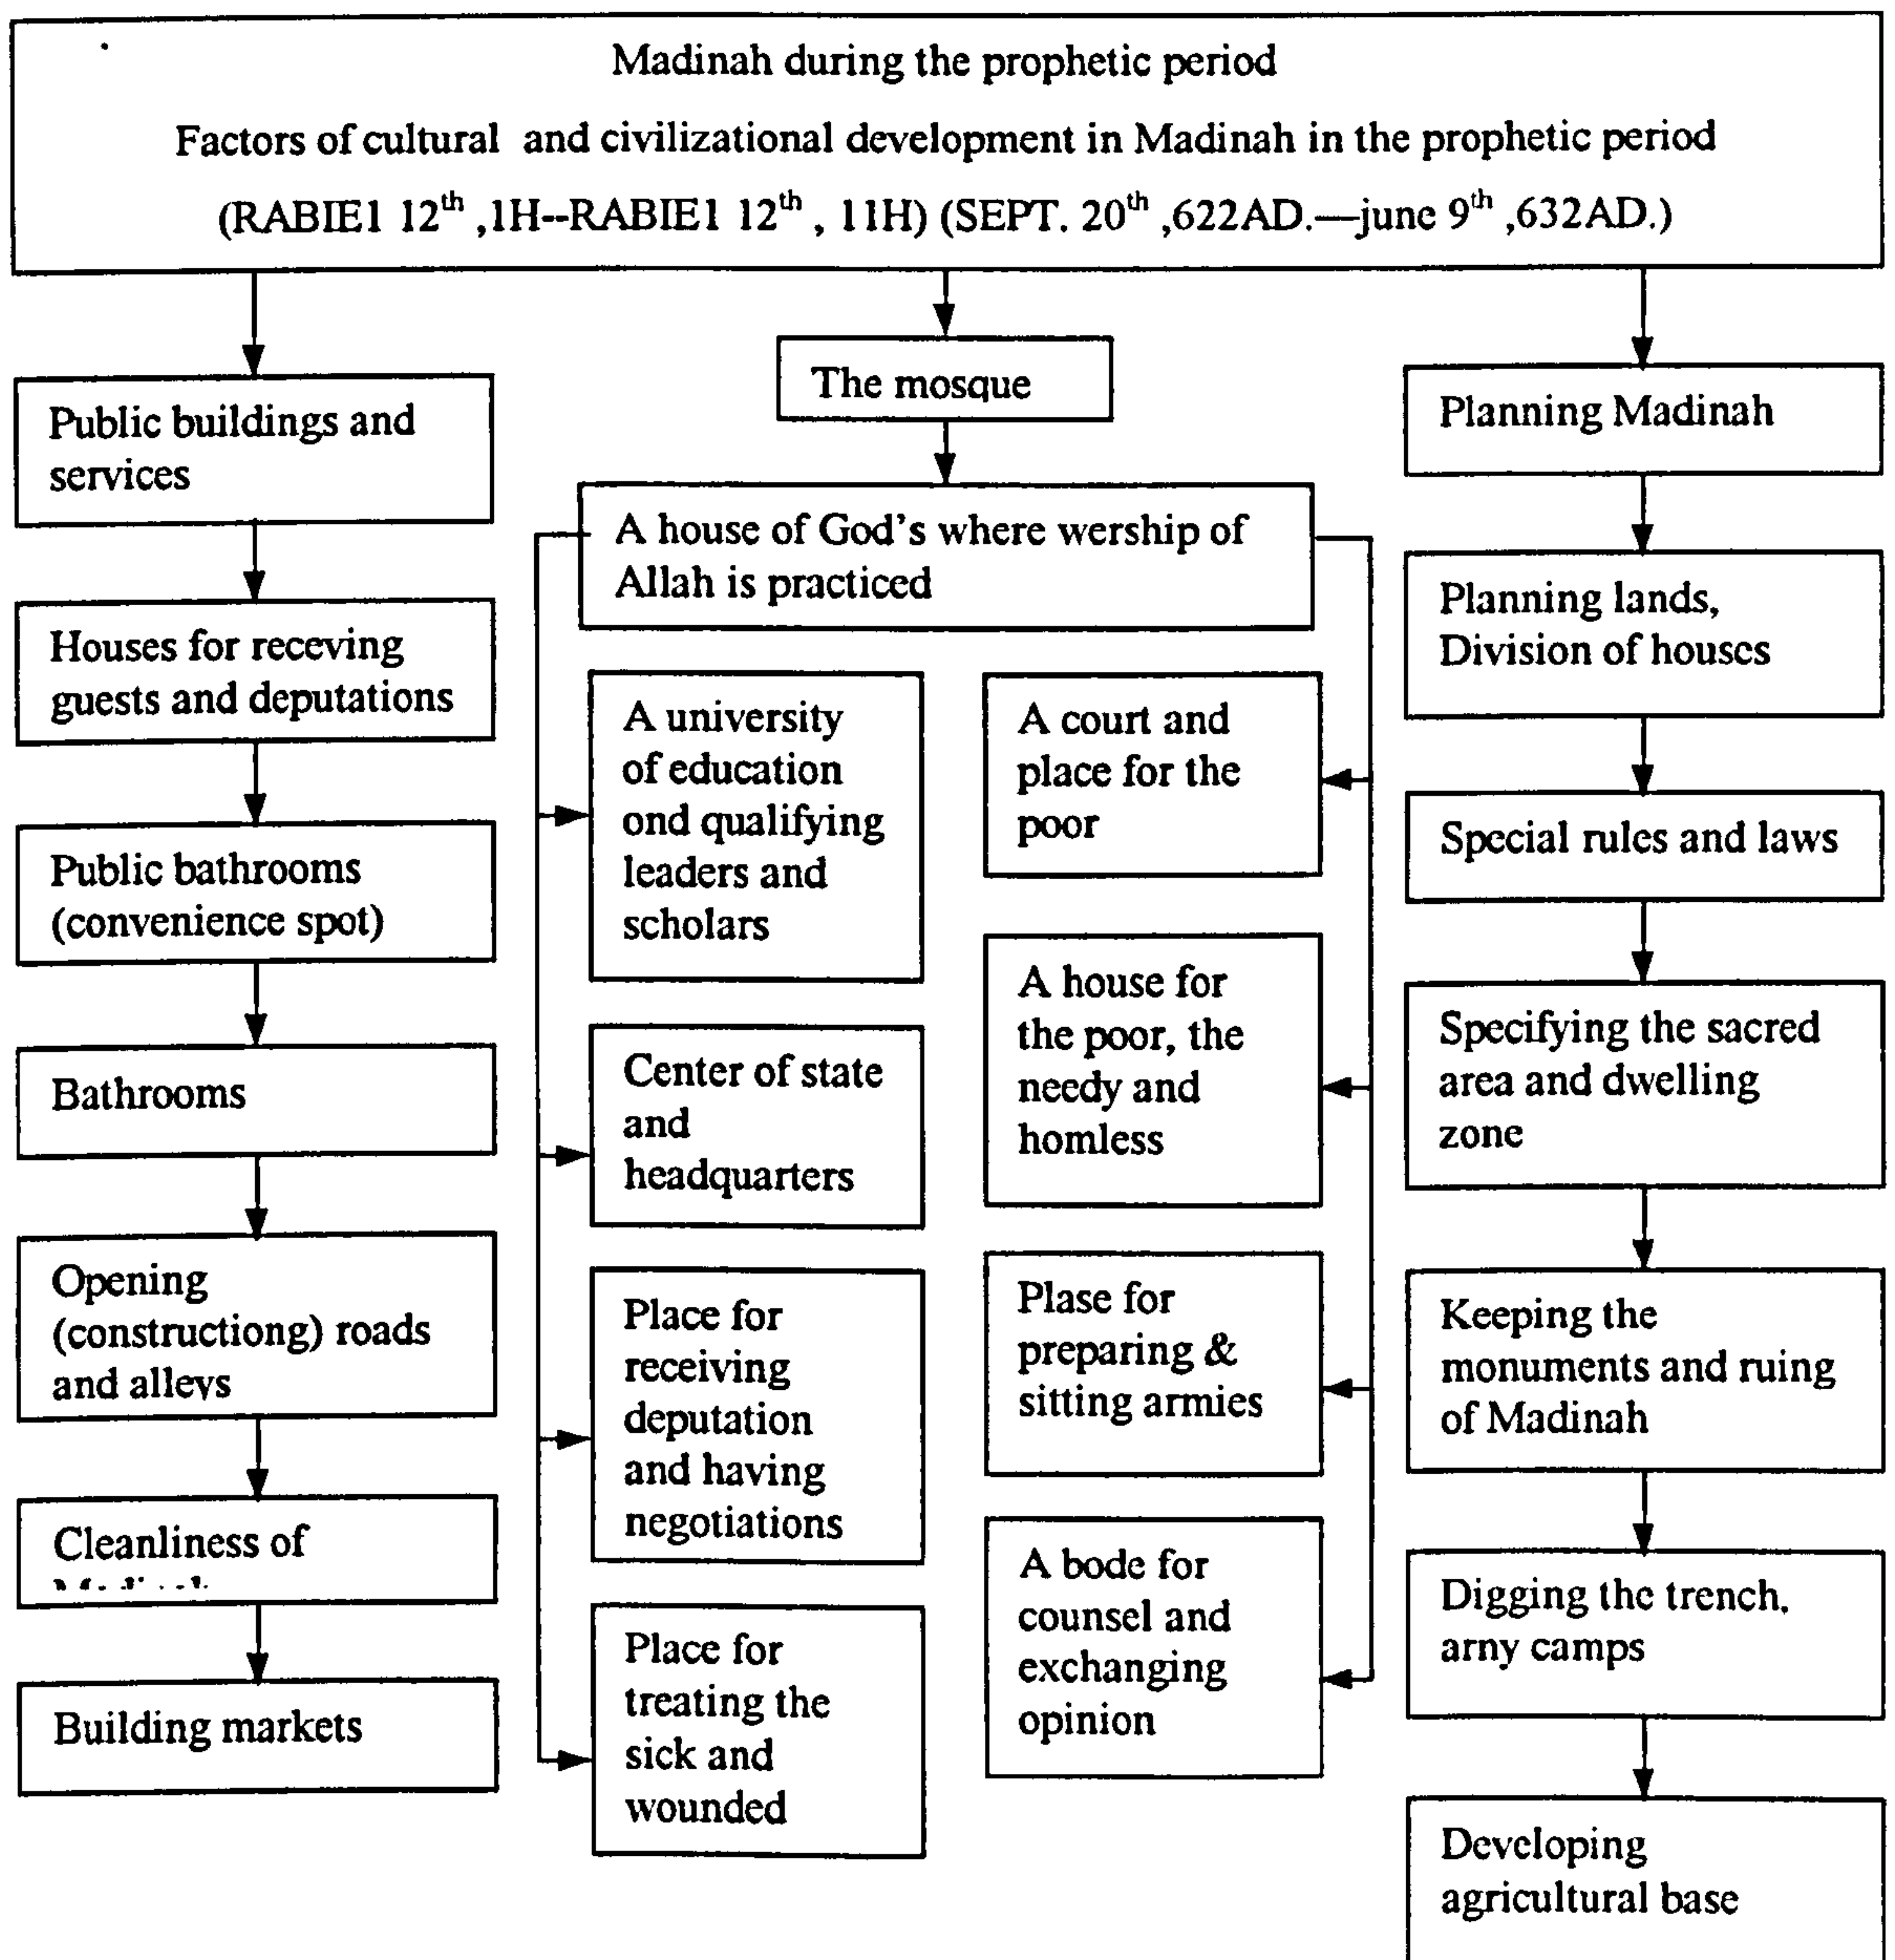 Madinah during the prophetic period
Factors of cultural and civilizational development in Madinah in the prophetic period
(RABIE1 12th ,1H--RABIE1 12th , 11H) (SEPT. 20th ,622AD.—june 9th ,632AD.)
Public buildings and
services
Houses for receving
guests and deputations
Public bathrooms
(convenience spot)
Bathrooms
Opening
(constructiong) roads
and alleys
Cleanliness of
Building markets
The mosque
A house of God's where wership of
Allah is practiced
A university
of education
ond qualifying
leaders and
scholars
Center of state
and
headquarters
Place for
receiving
deputation
and having
negotiations
Place for
treating the
sick and
wounded
A court and
place for the
poor
A house for
the poor, the
needy and
homless
Plase for
preparing &
sitting armies
A bode for
counsel and
exchanging
opinion
Planning Madinah
Planning lands,
Division of houses
Special rules and laws
Specifying the sacred
area and dwelling
zone
Keeping the
monuments and ruing
of Madinah
Digging the trench,
arny camps
Developing
agricultural base